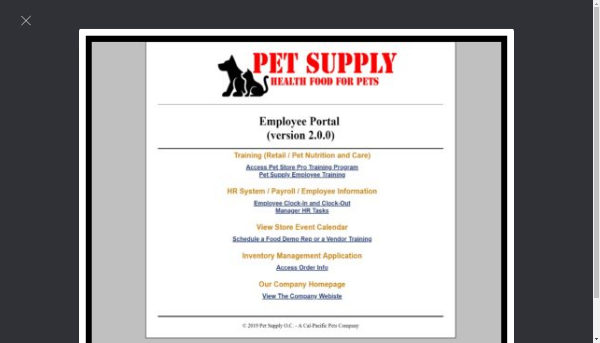 PET SUPPLY
HEALTH FOOD FOR PETS
Employee Portal
(version 2.0.0)
Training (Retail / Pet Nutrition and Care)
Access Pet Store Pro Training Program
Pet Supply Employee Training
HR System / Payroll / Employee Information
Employee Clock-in and Clock-Out
Manager HR Tasks
View Store Event Calendar
Schedule a Food Demo Rep or a Vendor Training
Inventory Management Application
Access Order Info
Our Company Homepage
View The Company Webiste
© 2019 Pet Supply O.C. - A Cal-Pacific Pets Company